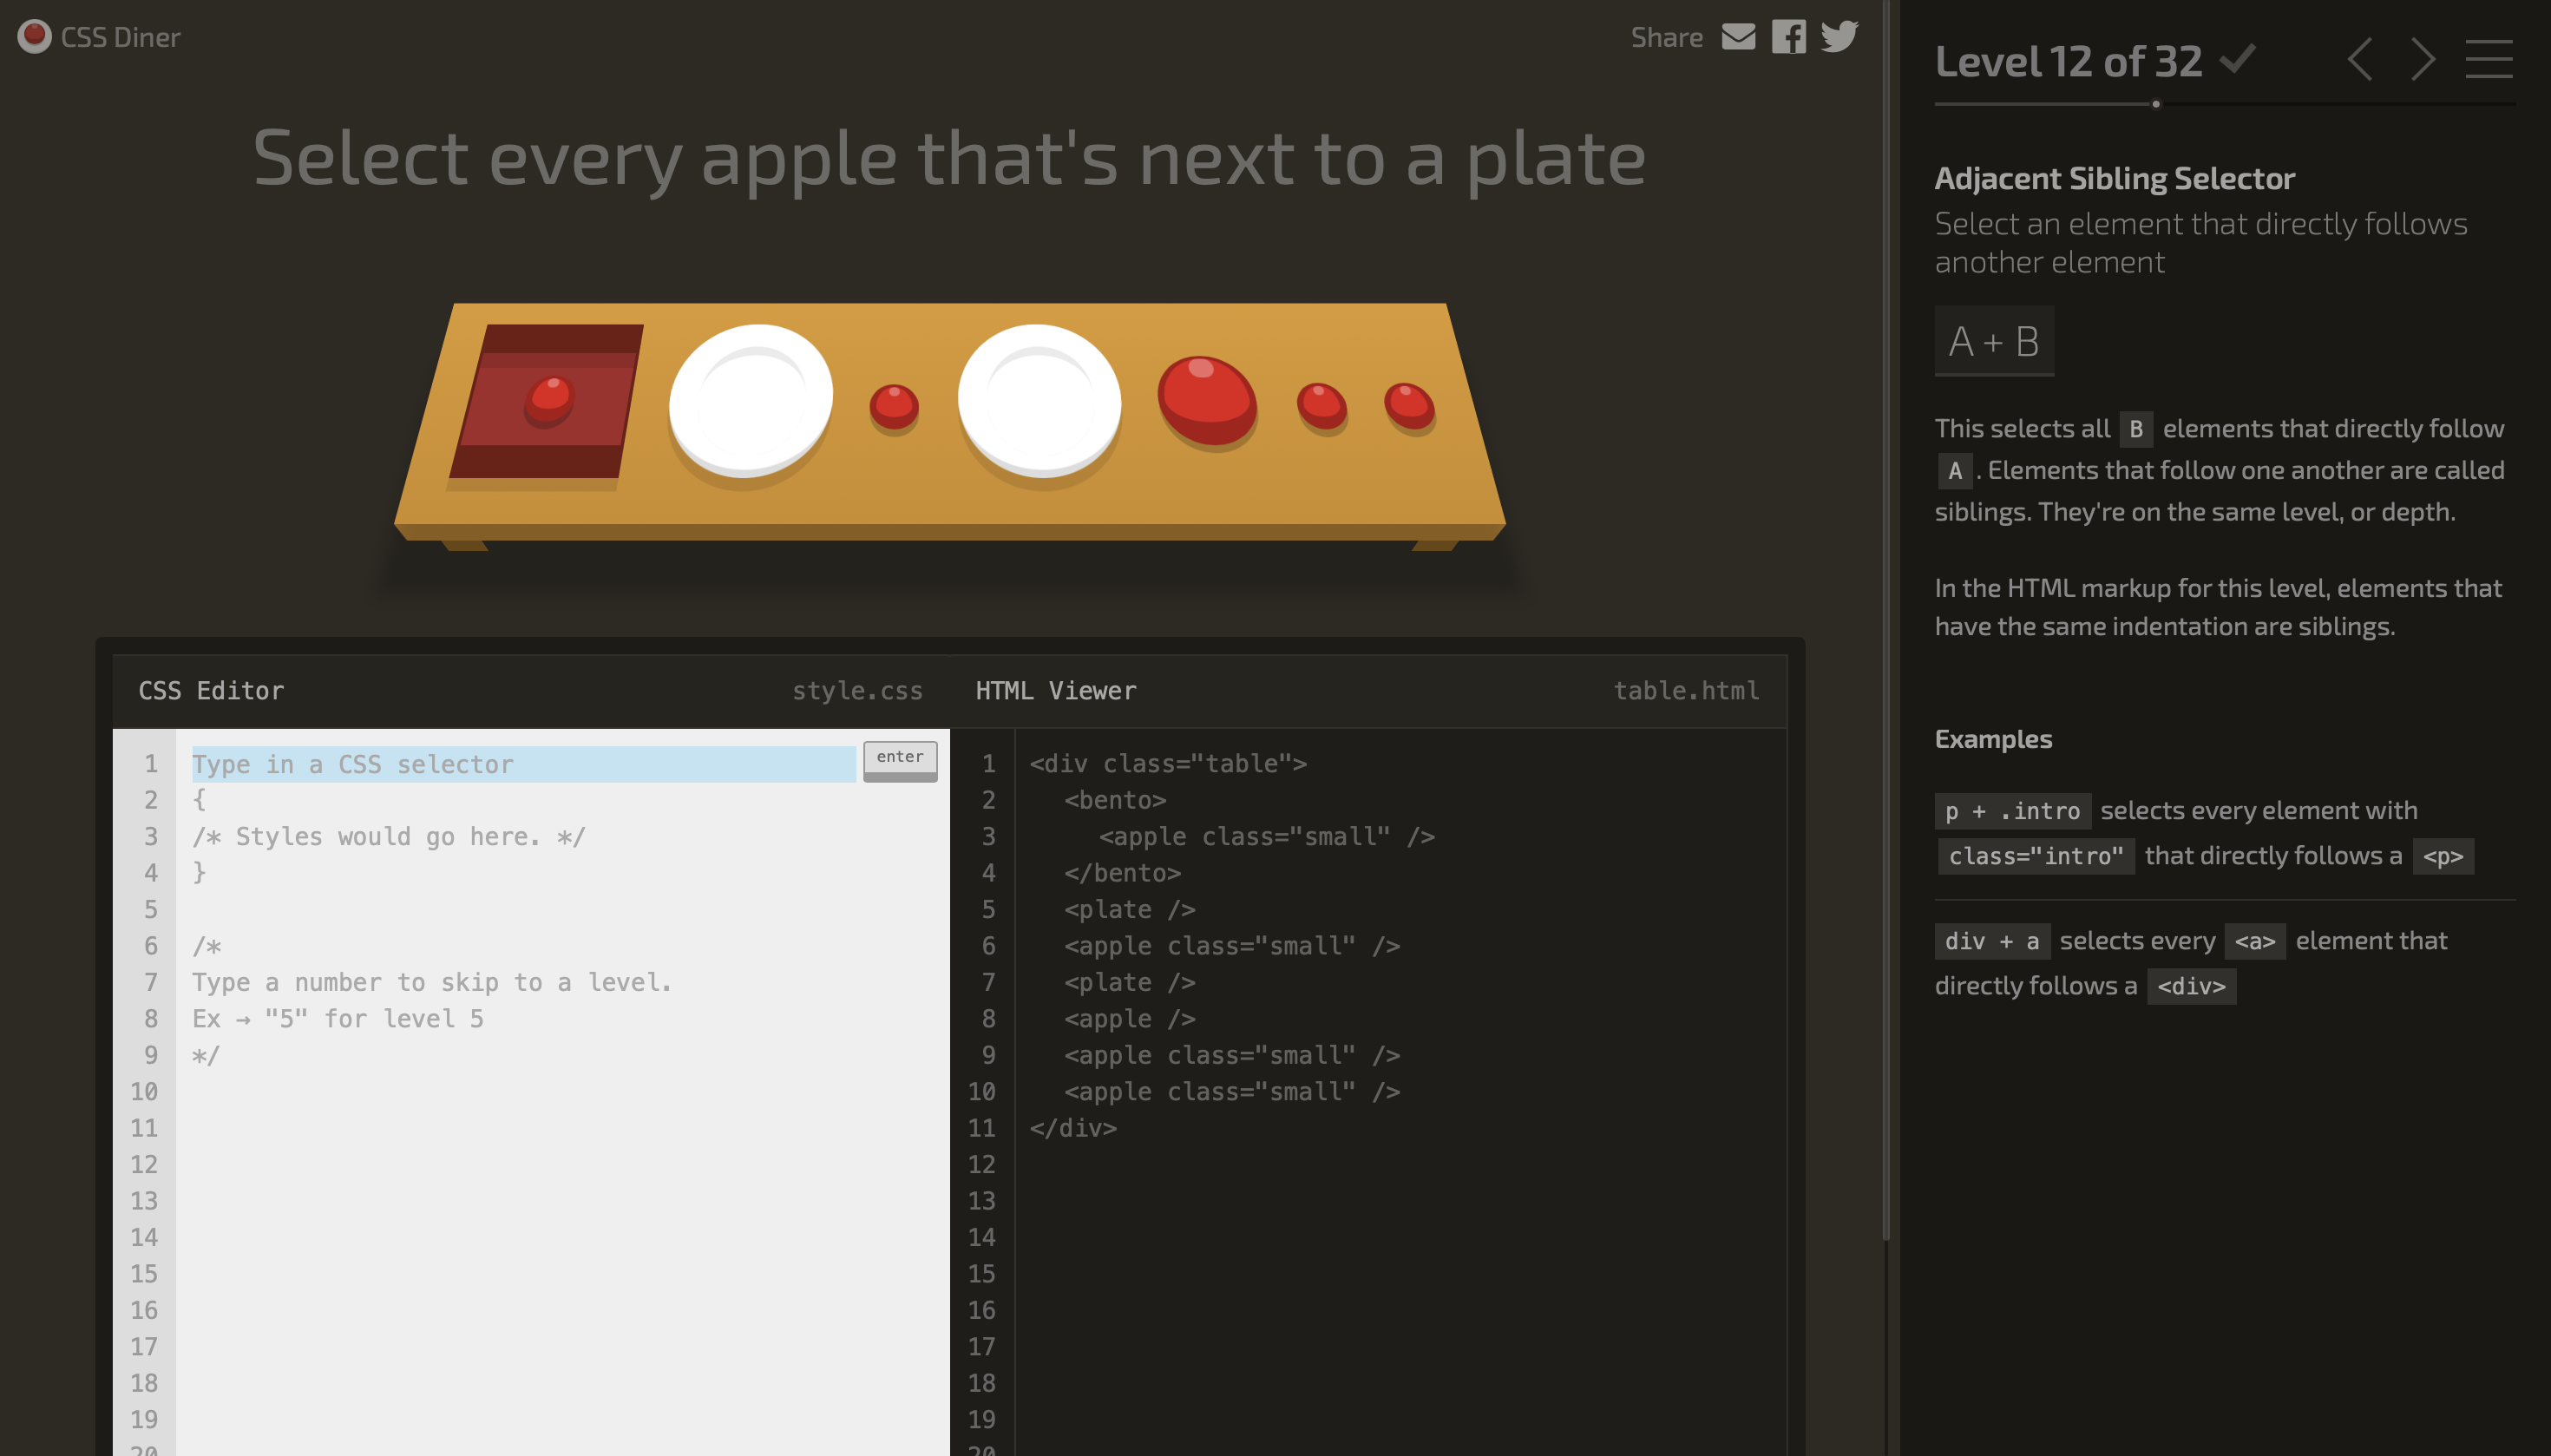 CSS Diner
Share
Select every apple that's next to a plate
CSS Editor
style.css
1 Type in a CSS selector
enter
2 {
3 /* Styles would go here. */
4 }
5
6 /*
7 Type a number to skip to a level.
8 Ex → "5" for level 5
9 */
10
11
12
13
14
15
16
17
18
19
20
HTML Viewer
table.html
1 <div class="table">
2 <bento>
3 <apple class="small" />
4 </bento>
5 <plate />
6 <apple class="small" />
7 <plate />
8 <apple />
9 <apple class="small" />
10 <apple class="small" />
11 </div>
12
13
14
15
16
17
18
19
20
Level 12 of 32
Adjacent Sibling Selector
Select an element that directly follows
another element
A + B
This selects all B elements that directly follow
A . Elements that follow one another are called
siblings. They're on the same level, or depth.
In the HTML markup for this level, elements that
have the same indentation are siblings.
Examples
p + .intro selects every element with
class="intro" that directly follows a <p>
div + a selects every <a> element that
directly follows a <div>